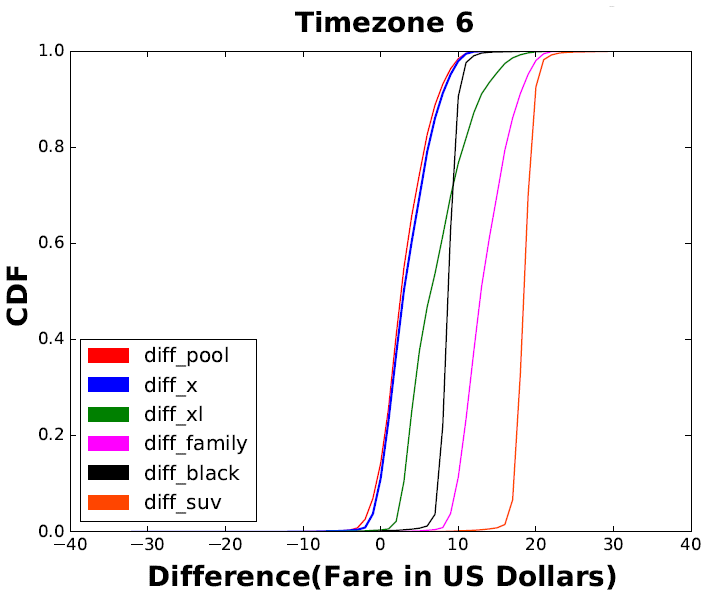 Timezone 6
1.0
0.8
0.6
0.4
0.2
0.0
CDF
diff_pool
diff_x
diff_xl
diff_family
diff_black
diff_suv
−40 −30 −20 −10 0 10 20 30 40
Difference(Fare in US Dollars)